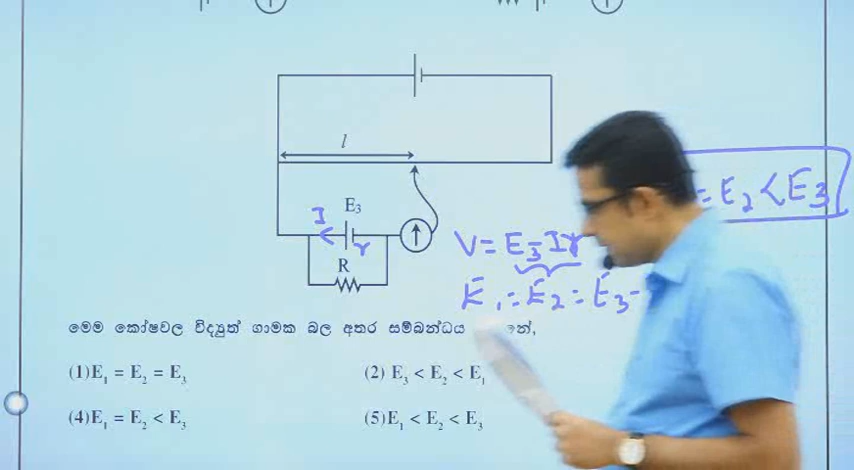 l
E₃
I
r
R
V = E₃ - Ir
= E₂ < E₃
E₁ = E₂ = E₃ -
මෙම කෝෂවල විද්‍යුත් ගාමක බල අතර සම්බන්ධය
(1) E₁ = E₂ = E₃
(2) E₃ < E₂ < E₁
(4) E₁ = E₂ < E₃
(5) E₁ < E₂ < E₃